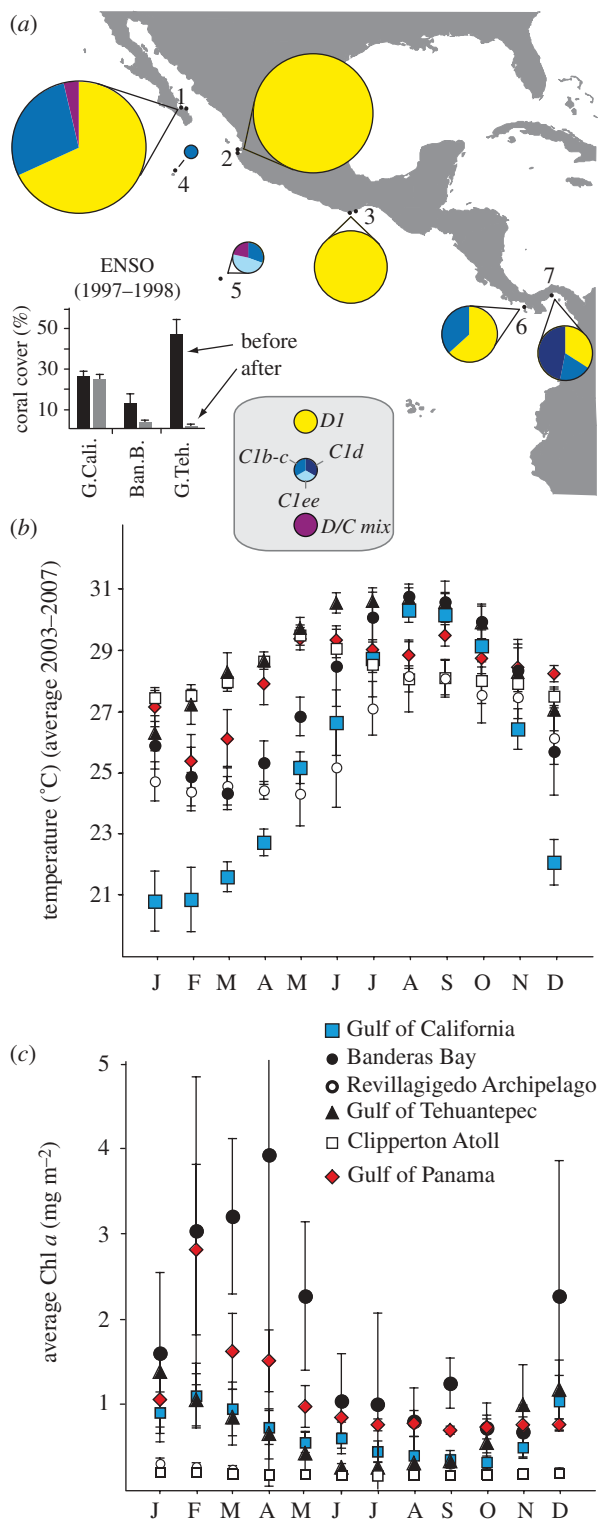 (a)
1
2
4
3
5
7
6
ENSO
(1997–1998)
coral cover (%)
50
30
10
before
after
G.Cali.
Ban.B.
G.Teh.
D1
C1b-c
C1d
C1ee
D/C mix
(b)
temperature (˚C) (average 2003–2007)
31
29
27
25
23
21
J F M A M J J A S O N D
Gulf of California
Banderas Bay
Revillagigedo Archipelago
Gulf of Tehuantepec
Clipperton Atoll
Gulf of Panama
(c)
average Chl a (mg m–2)
5
4
3
2
1
J F M A M J J A S O N D